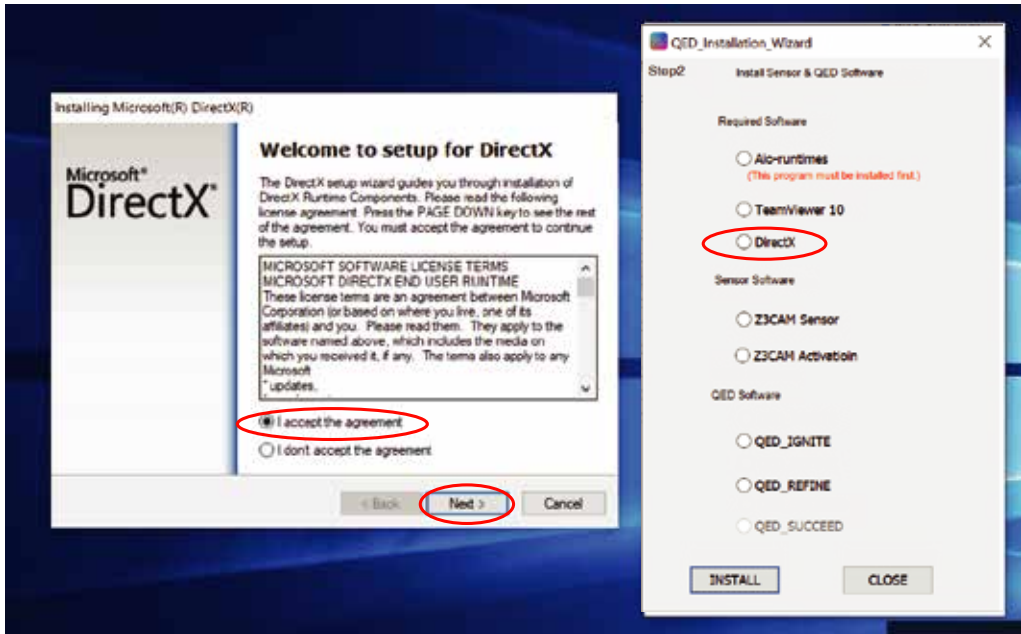 Installing Microsoft(R) DirectX(R)
Microsoft®
DirectX®
Welcome to setup for DirectX
The DirectX setup wizard guides you through installation of
DirectX Runtime Components. Please read the following
license agreement. Press the PAGE DOWN key to see the rest
of the agreement. You must accept the agreement to continue
the setup.
MICROSOFT SOFTWARE LICENSE TERMS
MICROSOFT DIRECTX END USER RUNTIME
These license terms are an agreement between Microsoft
Corporation (or based on where you live, one of its
affiliates) and you. Please read them. They apply to the
software named above, which includes the media on
which you received it, if any. The terms also apply to any
Microsoft
* updates,
I accept the agreement
I don't accept the agreement
< Back
Next >
Cancel
QED_Installation_Wizard
Step2
Install Sensor & QED Software
Required Software
Aio-runtimes
(This program must be installed first.)
TeamViewer 10
DirectX
Sensor Software
Z3CAM Sensor
Z3CAM Activatioin
QED Software
QED_IGNITE
QED_REFINE
QED_SUCCEED
INSTALL
CLOSE